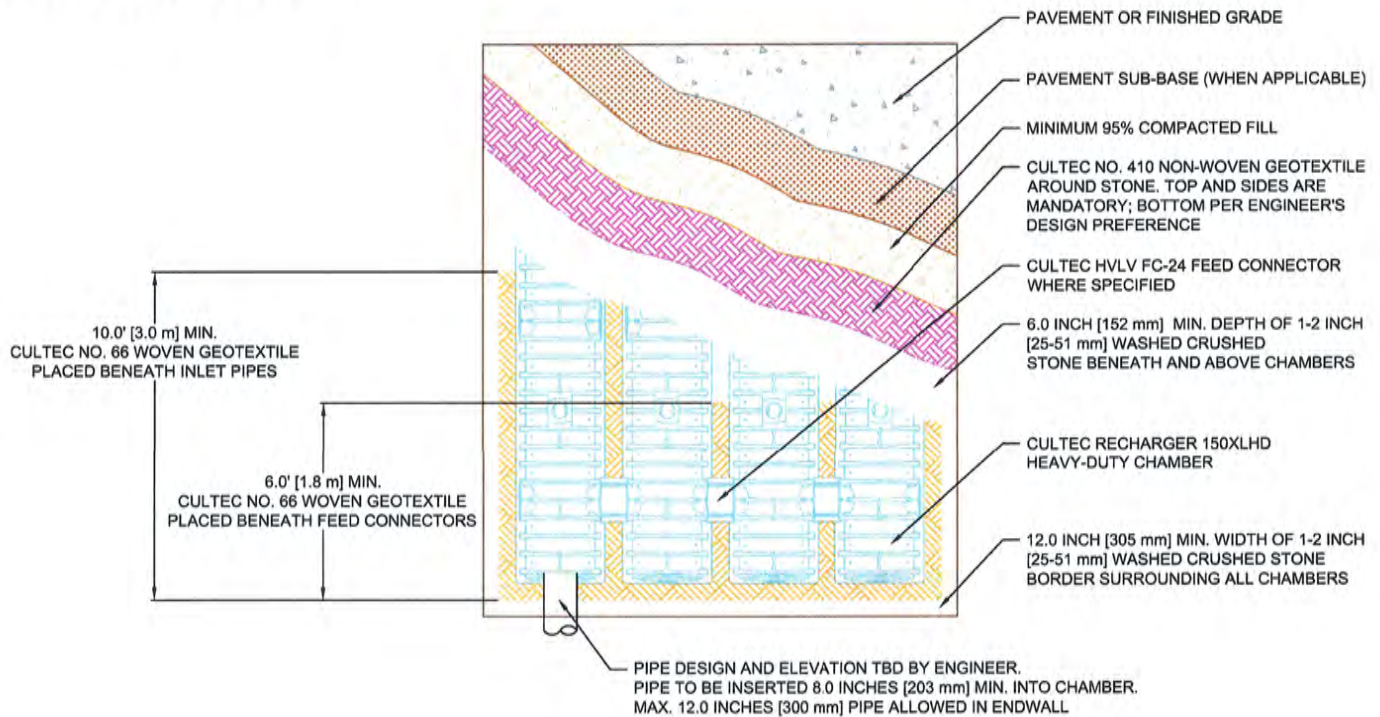 PAVEMENT OR FINISHED GRADE
PAVEMENT SUB-BASE (WHEN APPLICABLE)
MINIMUM 95% COMPACTED FILL
CULTEC NO. 410 NON-WOVEN GEOTEXTILE
AROUND STONE. TOP AND SIDES ARE
MANDATORY; BOTTOM PER ENGINEER'S
DESIGN PREFERENCE
CULTEC HVLV FC-24 FEED CONNECTOR
WHERE SPECIFIED
6.0 INCH [152 mm] MIN. DEPTH OF 1-2 INCH
[25-51 mm] WASHED CRUSHED
STONE BENEATH AND ABOVE CHAMBERS
CULTEC RECHARGER 150XLHD
HEAVY-DUTY CHAMBER
12.0 INCH [305 mm] MIN. WIDTH OF 1-2 INCH
[25-51 mm] WASHED CRUSHED STONE
BORDER SURROUNDING ALL CHAMBERS
10.0' [3.0 m] MIN.
CULTEC NO. 66 WOVEN GEOTEXTILE
PLACED BENEATH INLET PIPES
6.0' [1.8 m] MIN.
CULTEC NO. 66 WOVEN GEOTEXTILE
PLACED BENEATH FEED CONNECTORS
PIPE DESIGN AND ELEVATION TBD BY ENGINEER.
PIPE TO BE INSERTED 8.0 INCHES [203 mm] MIN. INTO CHAMBER.
MAX. 12.0 INCHES [300 mm] PIPE ALLOWED IN ENDWALL